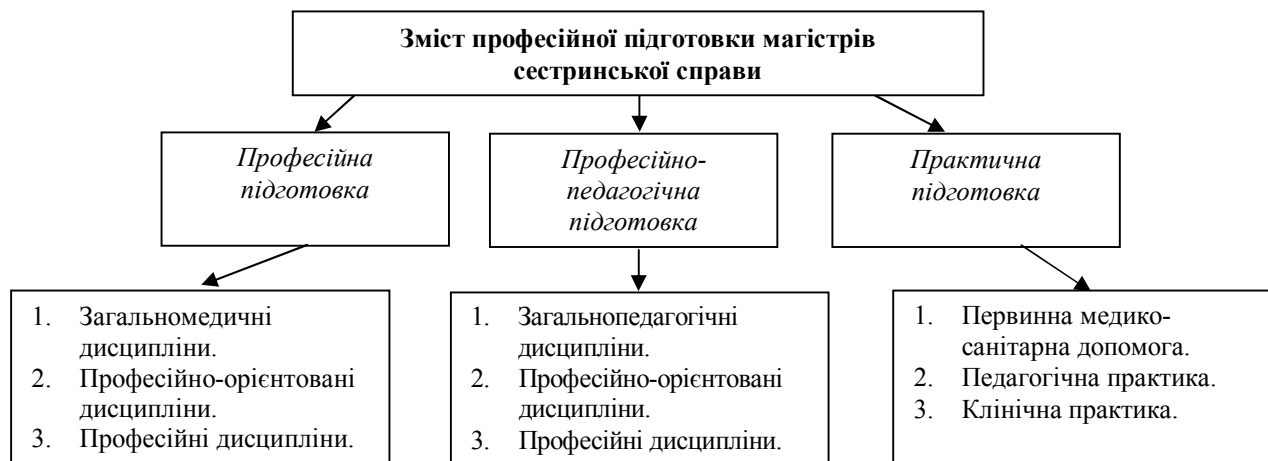 Зміст професійної підготовки магістрів
сестринської справи
Професійна
підготовка
Професійно-
педагогічна
підготовка
Практична
підготовка
1. Загальномедичні
дисципліни.
2. Професійно-орієнтовані
дисципліни.
3. Професійні дисципліни.
1. Загальнопедагогічні
дисципліни.
2. Професійно-орієнтовані
дисципліни.
3. Професійні дисципліни.
1. Первинна медико-
санітарна допомога.
2. Педагогічна практика.
3. Клінічна практика.